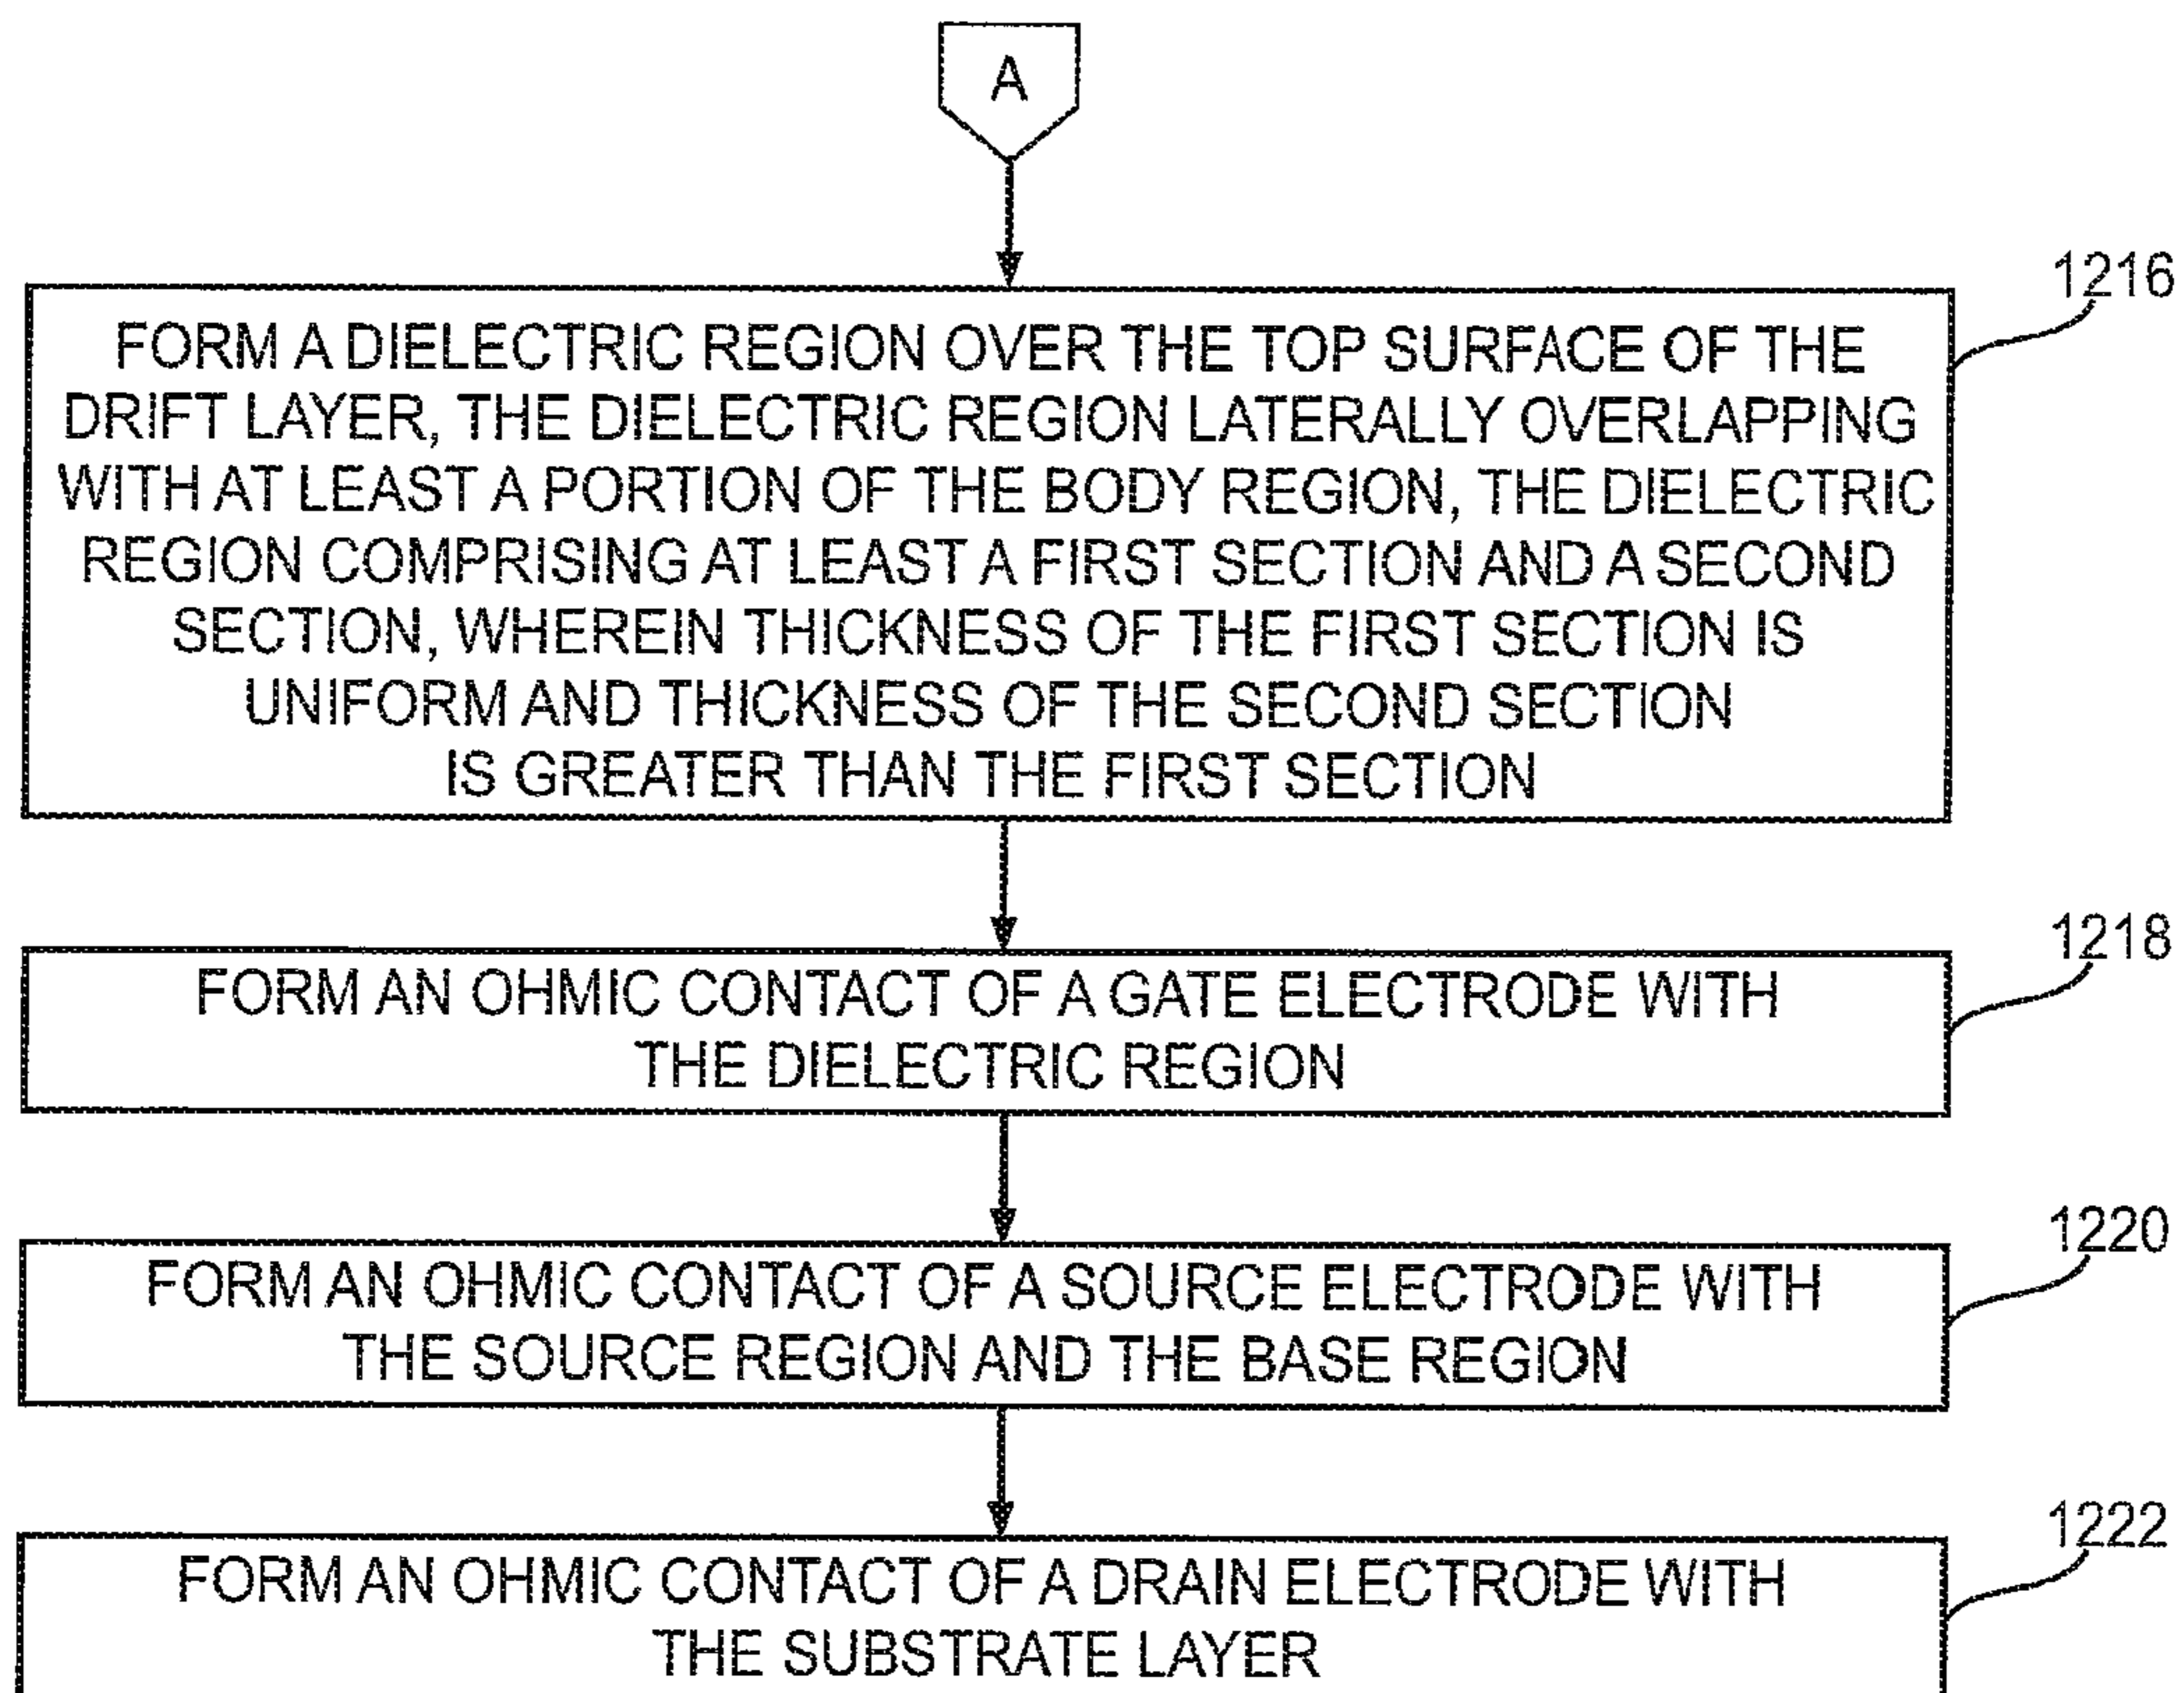 A
1216
FORM A DIELECTRIC REGION OVER THE TOP SURFACE OF THE
DRIFT LAYER, THE DIELECTRIC REGION LATERALLY OVERLAPPING
WITH AT LEAST A PORTION OF THE BODY REGION, THE DIELECTRIC
REGION COMPRISING AT LEAST A FIRST SECTION AND A SECOND
SECTION, WHEREIN THICKNESS OF THE FIRST SECTION IS
UNIFORM AND THICKNESS OF THE SECOND SECTION
IS GREATER THAN THE FIRST SECTION
1218
FORM AN OHMIC CONTACT OF A GATE ELECTRODE WITH
THE DIELECTRIC REGION
1220
FORM AN OHMIC CONTACT OF A SOURCE ELECTRODE WITH
THE SOURCE REGION AND THE BASE REGION
1222
FORM AN OHMIC CONTACT OF A DRAIN ELECTRODE WITH
THE SUBSTRATE LAYER